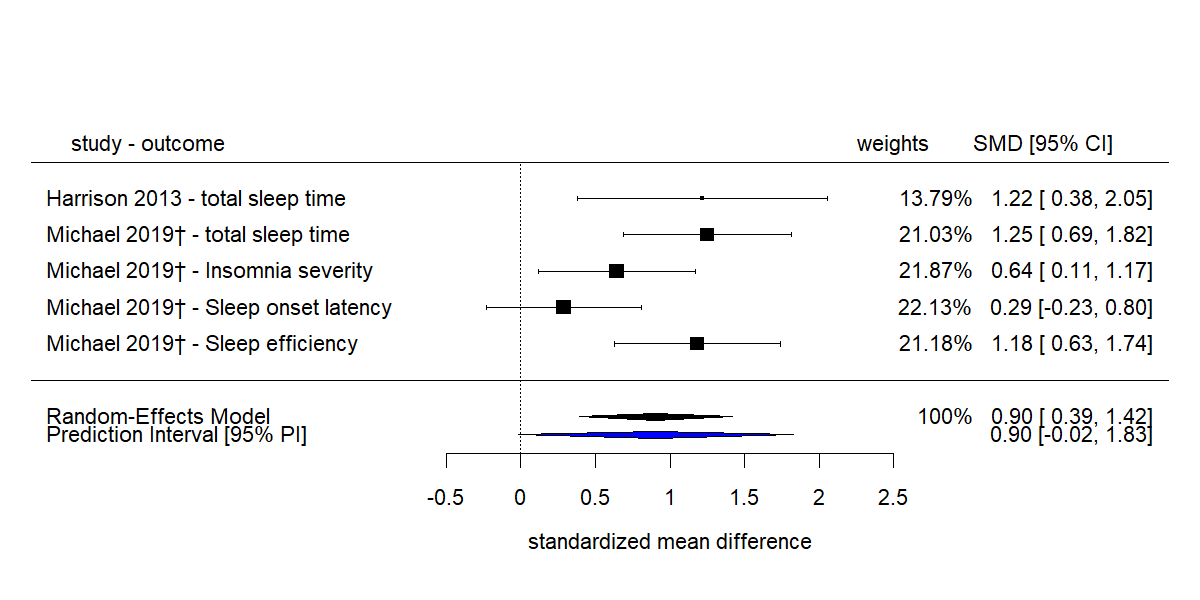 study - outcome weights SMD [95% CI]
Harrison 2013 - total sleep time 13.79% 1.22 [ 0.38, 2.05]
Michael 2019† - total sleep time 21.03% 1.25 [ 0.69, 1.82]
Michael 2019† - Insomnia severity 21.87% 0.64 [ 0.11, 1.17]
Michael 2019† - Sleep onset latency 22.13% 0.29 [-0.23, 0.80]
Michael 2019† - Sleep efficiency 21.18% 1.18 [ 0.63, 1.74]
Random-Effects Model 100% 0.90 [ 0.39, 1.42]
Prediction Interval [95% PI] 0.90 [-0.02, 1.83]
-0.5 0 0.5 1 1.5 2 2.5
standardized mean difference